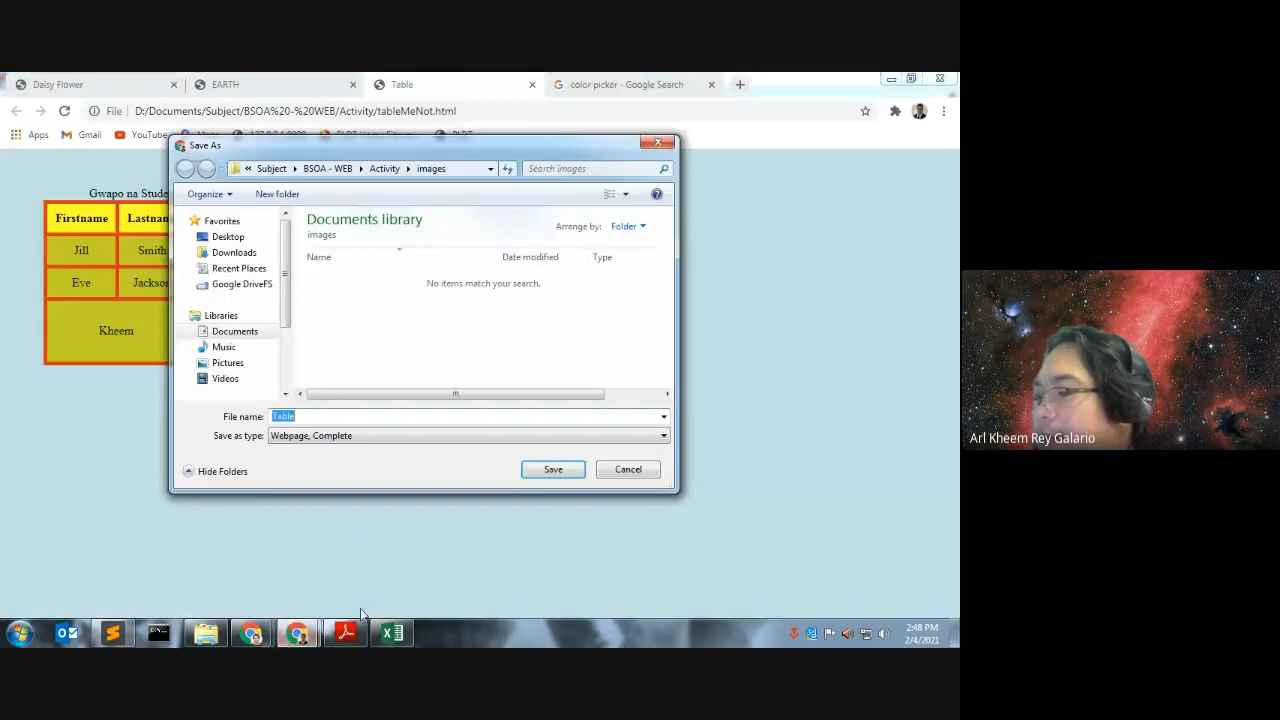 Daisy Flower
EARTH
Table
color picker - Google Search
File
D:/Documents/Subject/BSOA%20-%20WEB/Activity/tableMeNot.html
Apps
Gmail
YouTube
Save As
« Subject
BSOA - WEB
Activity
images
Search images
Organize
New folder
Gwapo na Stude
Firstname
Lastnam
Jill
Smith
Eve
Jackson
Kheem
Favorites
Desktop
Downloads
Recent Places
Google DriveFS
Libraries
Documents
Music
Pictures
Videos
Documents library
images
Arrange by:
Folder
Name
Date modified
Type
No items match your search.
File name:
Table
Save as type:
Webpage, Complete
Hide Folders
Save
Cancel
Arl Kheem Rey Galario
2:48 PM
2/4/2021